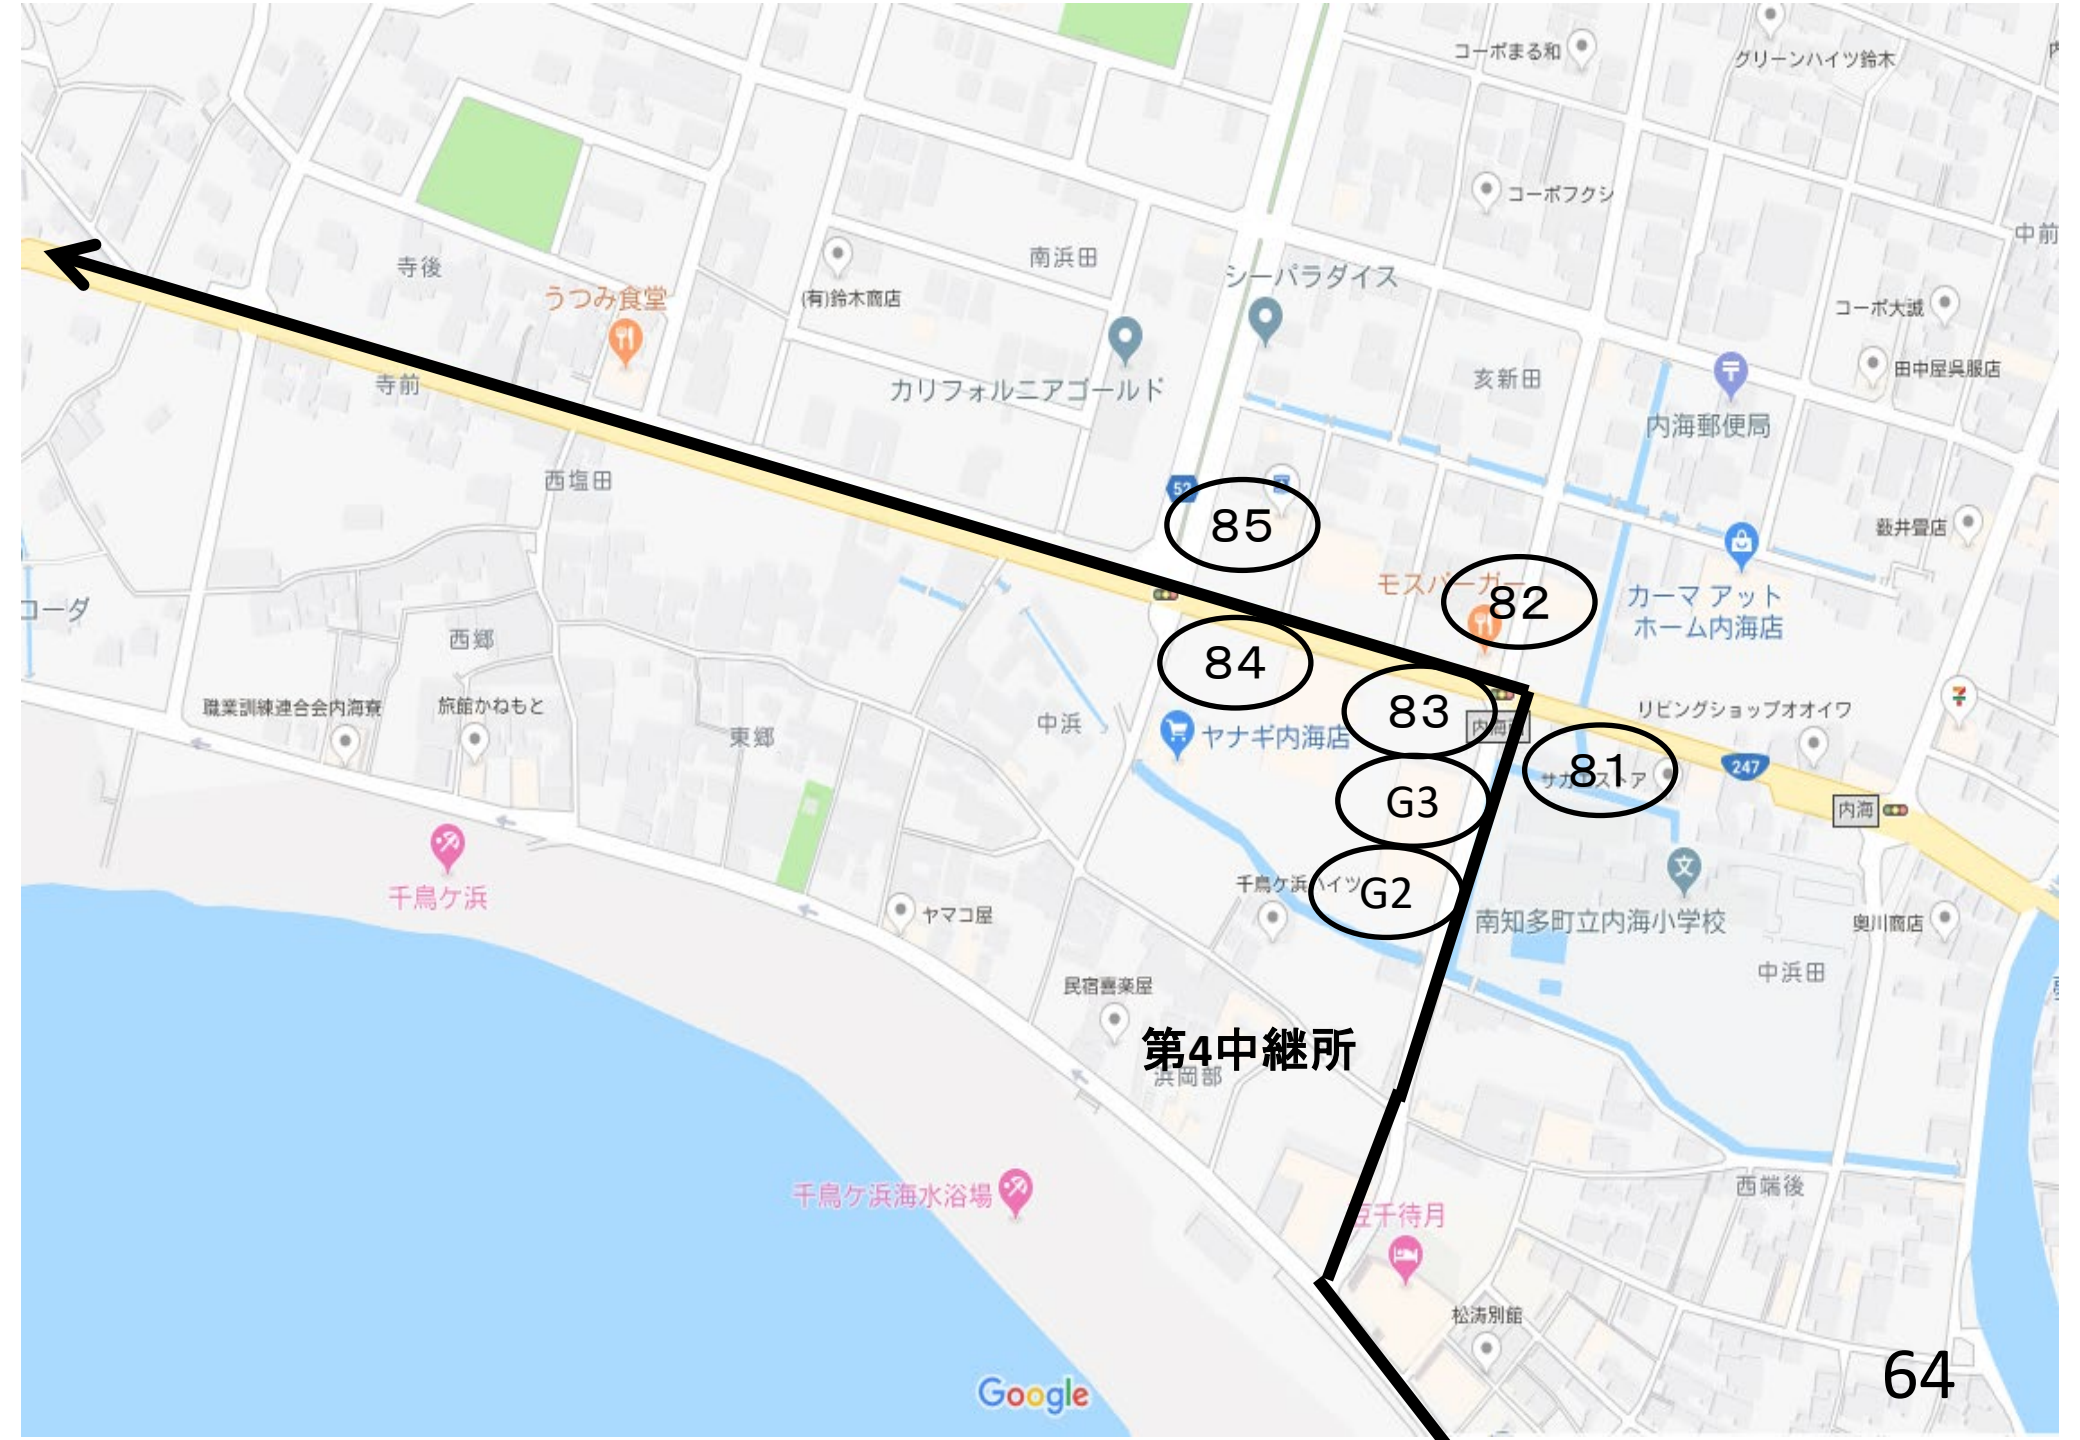 コーポまる和
グリーンハイツ鈴木
コーポフクシ
中前
寺後
南浜田
シーパラダイス
うつみ食堂
(有)鈴木商店
コーポ大誠
田中屋呉服店
寺前
カリフォルニアゴールド
亥新田
内海郵便局
西塩田
52
85
薮井畳店
モスバーガー
82
カーマ アット
ホーム内海店
コーダ
西郷
84
職業訓練連合会内海寮
旅館かねもと
東郷
中浜
ヤナギ内海店
83
リビングショップオオイワ
81
247
G3
内海
千鳥ケ浜
千鳥ケ浜ハイツ
G2
ヤマコ屋
南知多町立内海小学校
奥川商店
民宿喜楽屋
中浜田
第4中継所
浜岡部
千鳥ケ浜海水浴場
西端後
豆千待月
松涛別館
64
Google